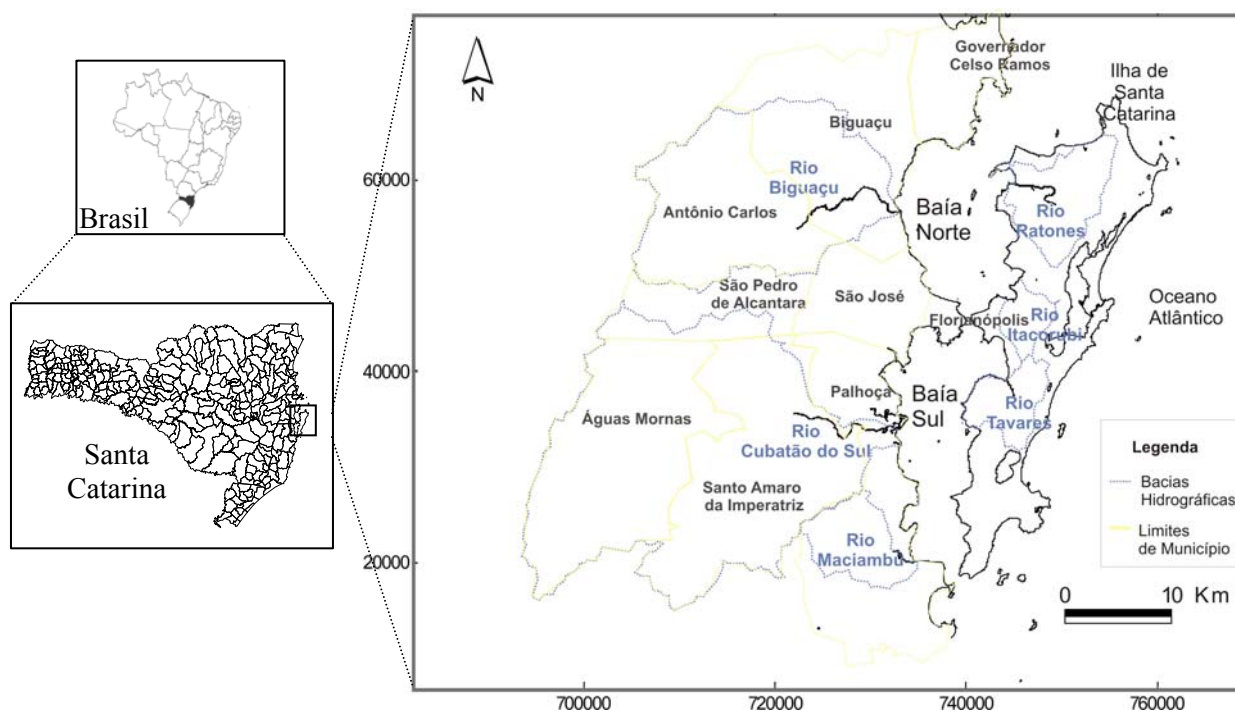 Brasil
Santa
Catarina
N
Governador
Celso Ramos
Ilha de
Santa
Catarina
Biguaçu
Rio
Biguaçu
Antônio Carlos
Baía
Norte
Rio
Ratones
São Pedro
de Alcantara
São José
Florianópolis
Rio
Itacorubi
Oceano
Atlântico
Palhoça
Baía
Sul
Rio
Tavares
Águas Mornas
Rio
Cubatão do Sul
Santo Amaro
da Imperatriz
Rio
Maciambu
Legenda
Bacias
Hidrográficas
Limites
de Município
0 10 Km
60000
40000
20000
700000 720000 740000 760000